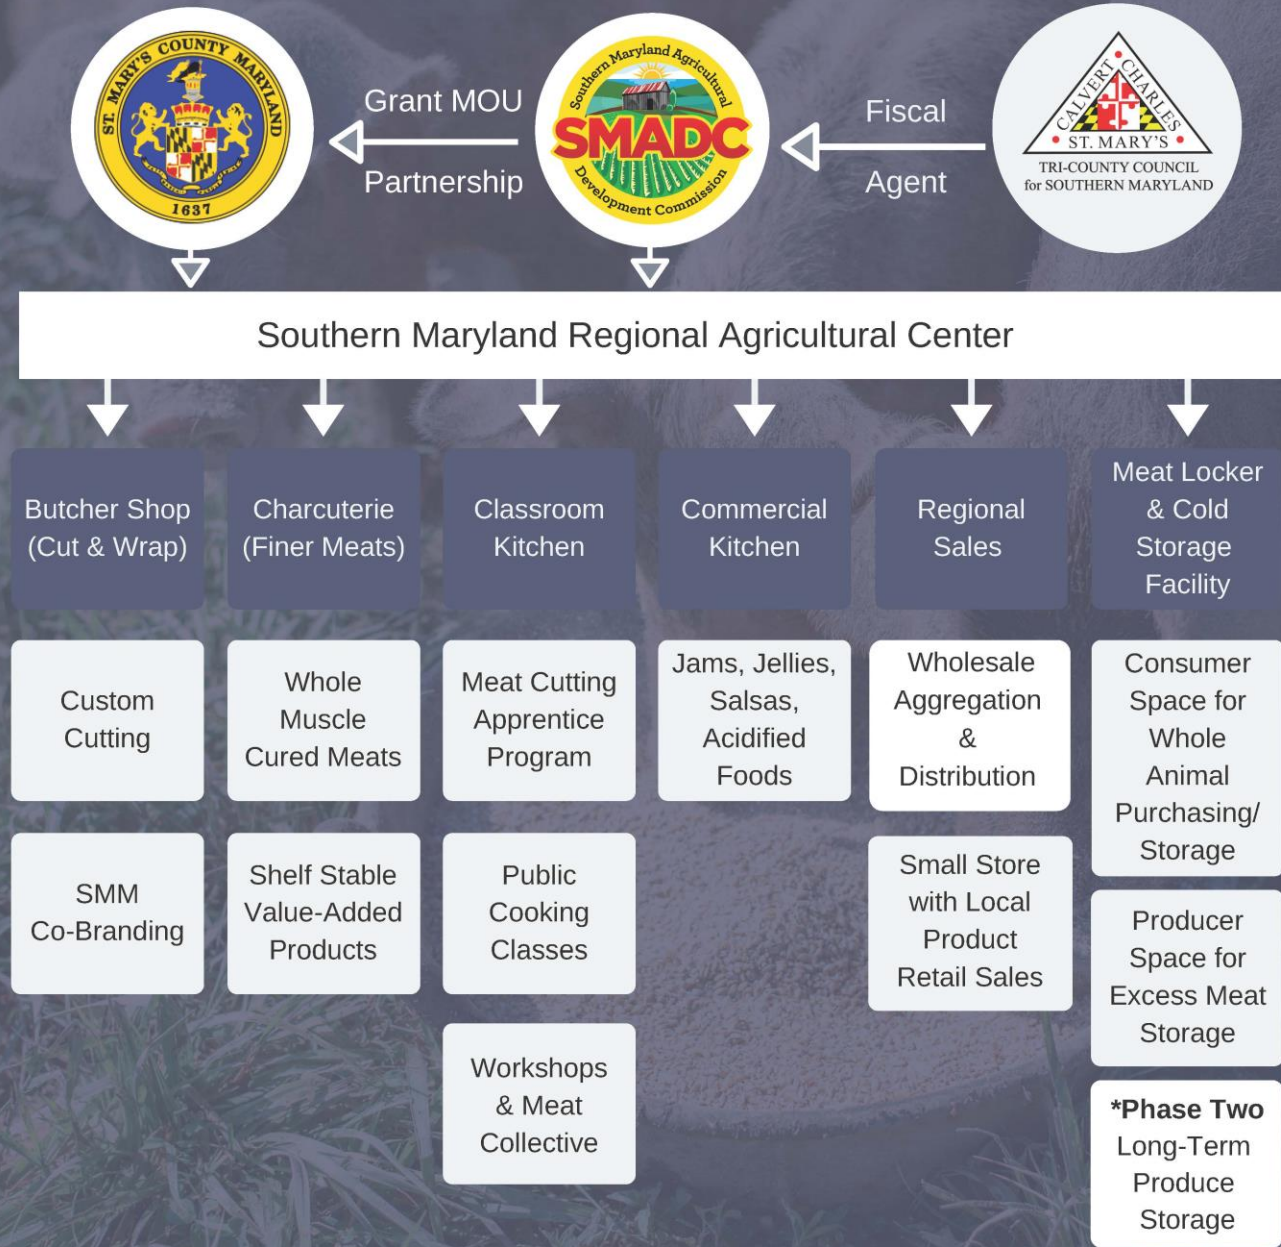 ST. MARY'S COUNTY MARYLAND
1637
Grant MOU
Partnership
Southern Maryland Agricultural
SMADC
Development Commission
Fiscal
Agent
CALVERT CHARLES
ST. MARY'S
TRI-COUNTY COUNCIL
for SOUTHERN MARYLAND
Southern Maryland Regional Agricultural Center
Butcher Shop
(Cut & Wrap)
Custom
Cutting
SMM
Co-Branding
Charcuterie
(Finer Meats)
Whole
Muscle
Cured Meats
Shelf Stable
Value-Added
Products
Classroom
Kitchen
Meat Cutting
Apprentice
Program
Public
Cooking
Classes
Workshops
& Meat
Collective
Commercial
Kitchen
Jams, Jellies,
Salsas,
Acidified
Foods
Regional
Sales
Wholesale
Aggregation
&
Distribution
Small Store
with Local
Product
Retail Sales
Meat Locker
& Cold
Storage
Facility
Consumer
Space for
Whole
Animal
Purchasing/
Storage
Producer
Space for
Excess Meat
Storage
*Phase Two
Long-Term
Produce
Storage